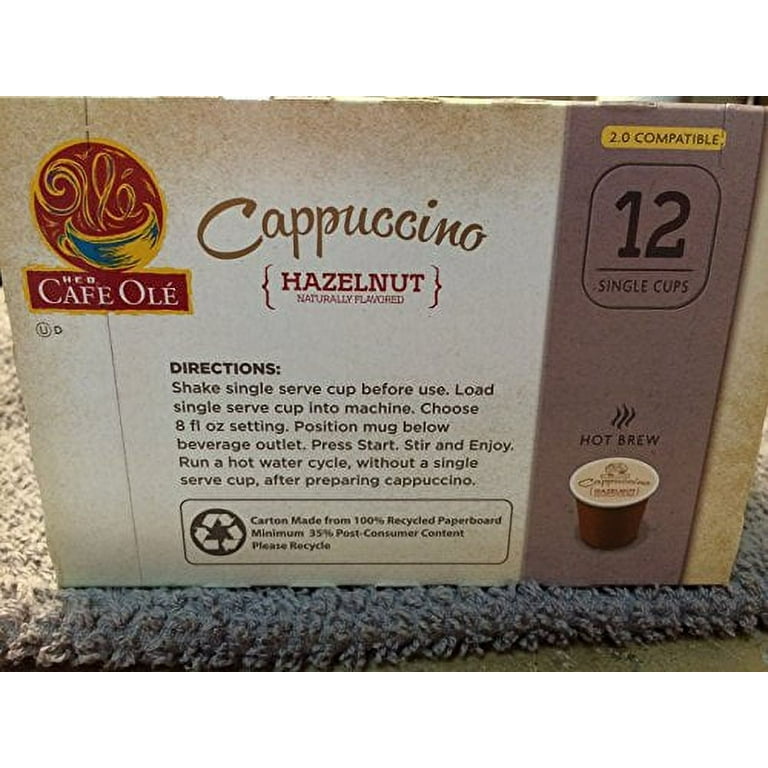 Olé
H-E-B.
CAFE OLÉ
Ⓤ D
Cappuccino
{ HAZELNUT }
NATURALLY FLAVORED
2.0 COMPATIBLE
12
SINGLE CUPS
DIRECTIONS:
Shake single serve cup before use. Load
single serve cup into machine. Choose
8 fl oz setting. Position mug below
beverage outlet. Press Start. Stir and Enjoy.
Run a hot water cycle, without a single
serve cup, after preparing cappuccino.
Carton Made from 100% Recycled Paperboard
Minimum 35% Post-Consumer Content
Please Recycle
HOT BREW
Cappuccino
{HAZELNUT}